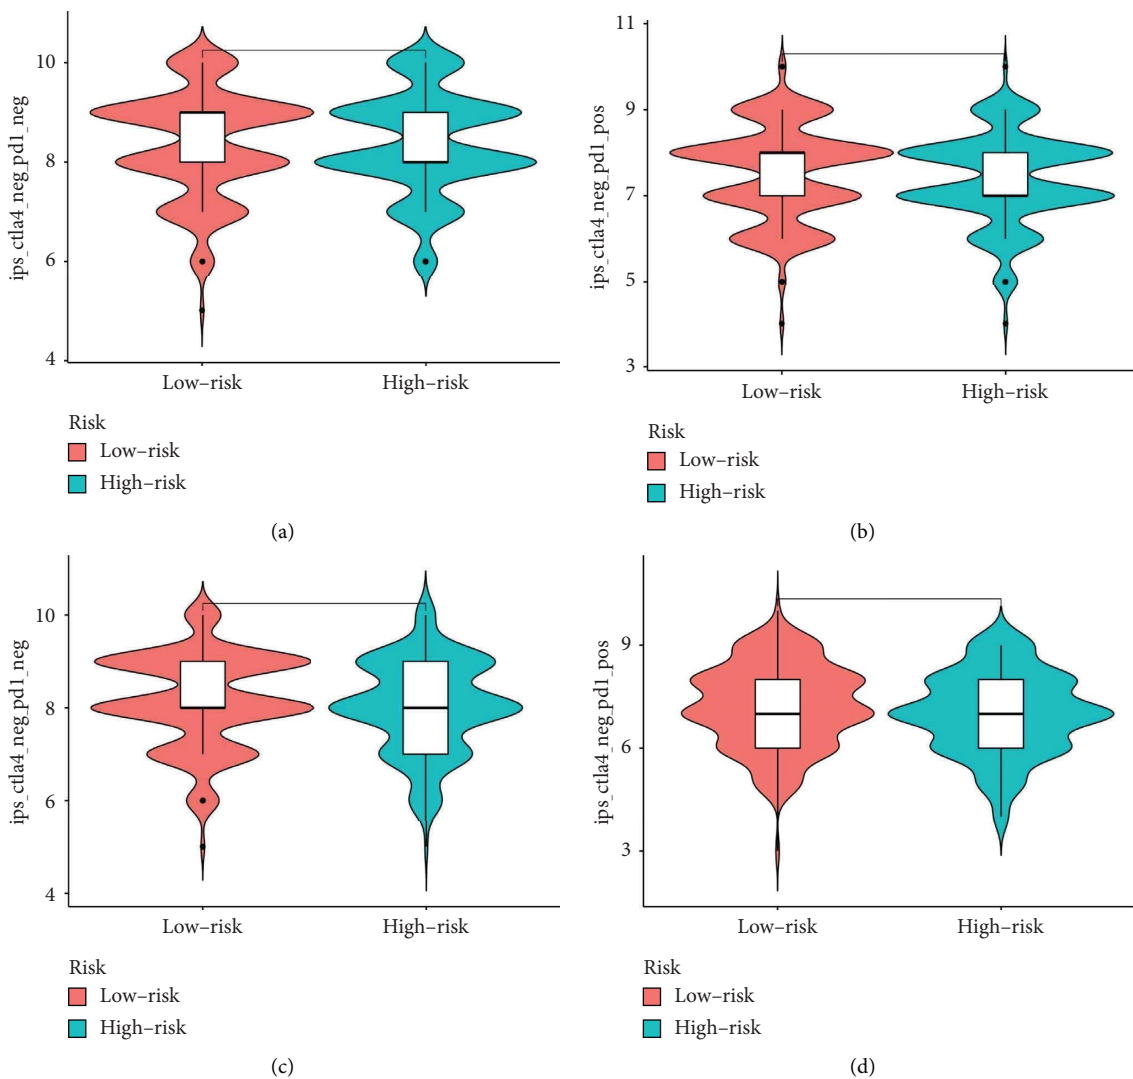 ips_ctla4_neg_pd1_neg
10
8
6
4
Low–risk
High–risk
Risk
Low–risk
High–risk
(a)
ips_ctla4_neg_pd1_pos
11
9
7
5
3
Low–risk
High–risk
Risk
Low–risk
High–risk
(b)
ips_ctla4_neg_pd1_neg
10
8
6
4
Low–risk
High–risk
Risk
Low–risk
High–risk
(c)
ips_ctla4_neg_pd1_pos
9
6
3
Low–risk
High–risk
Risk
Low–risk
High–risk
(d)